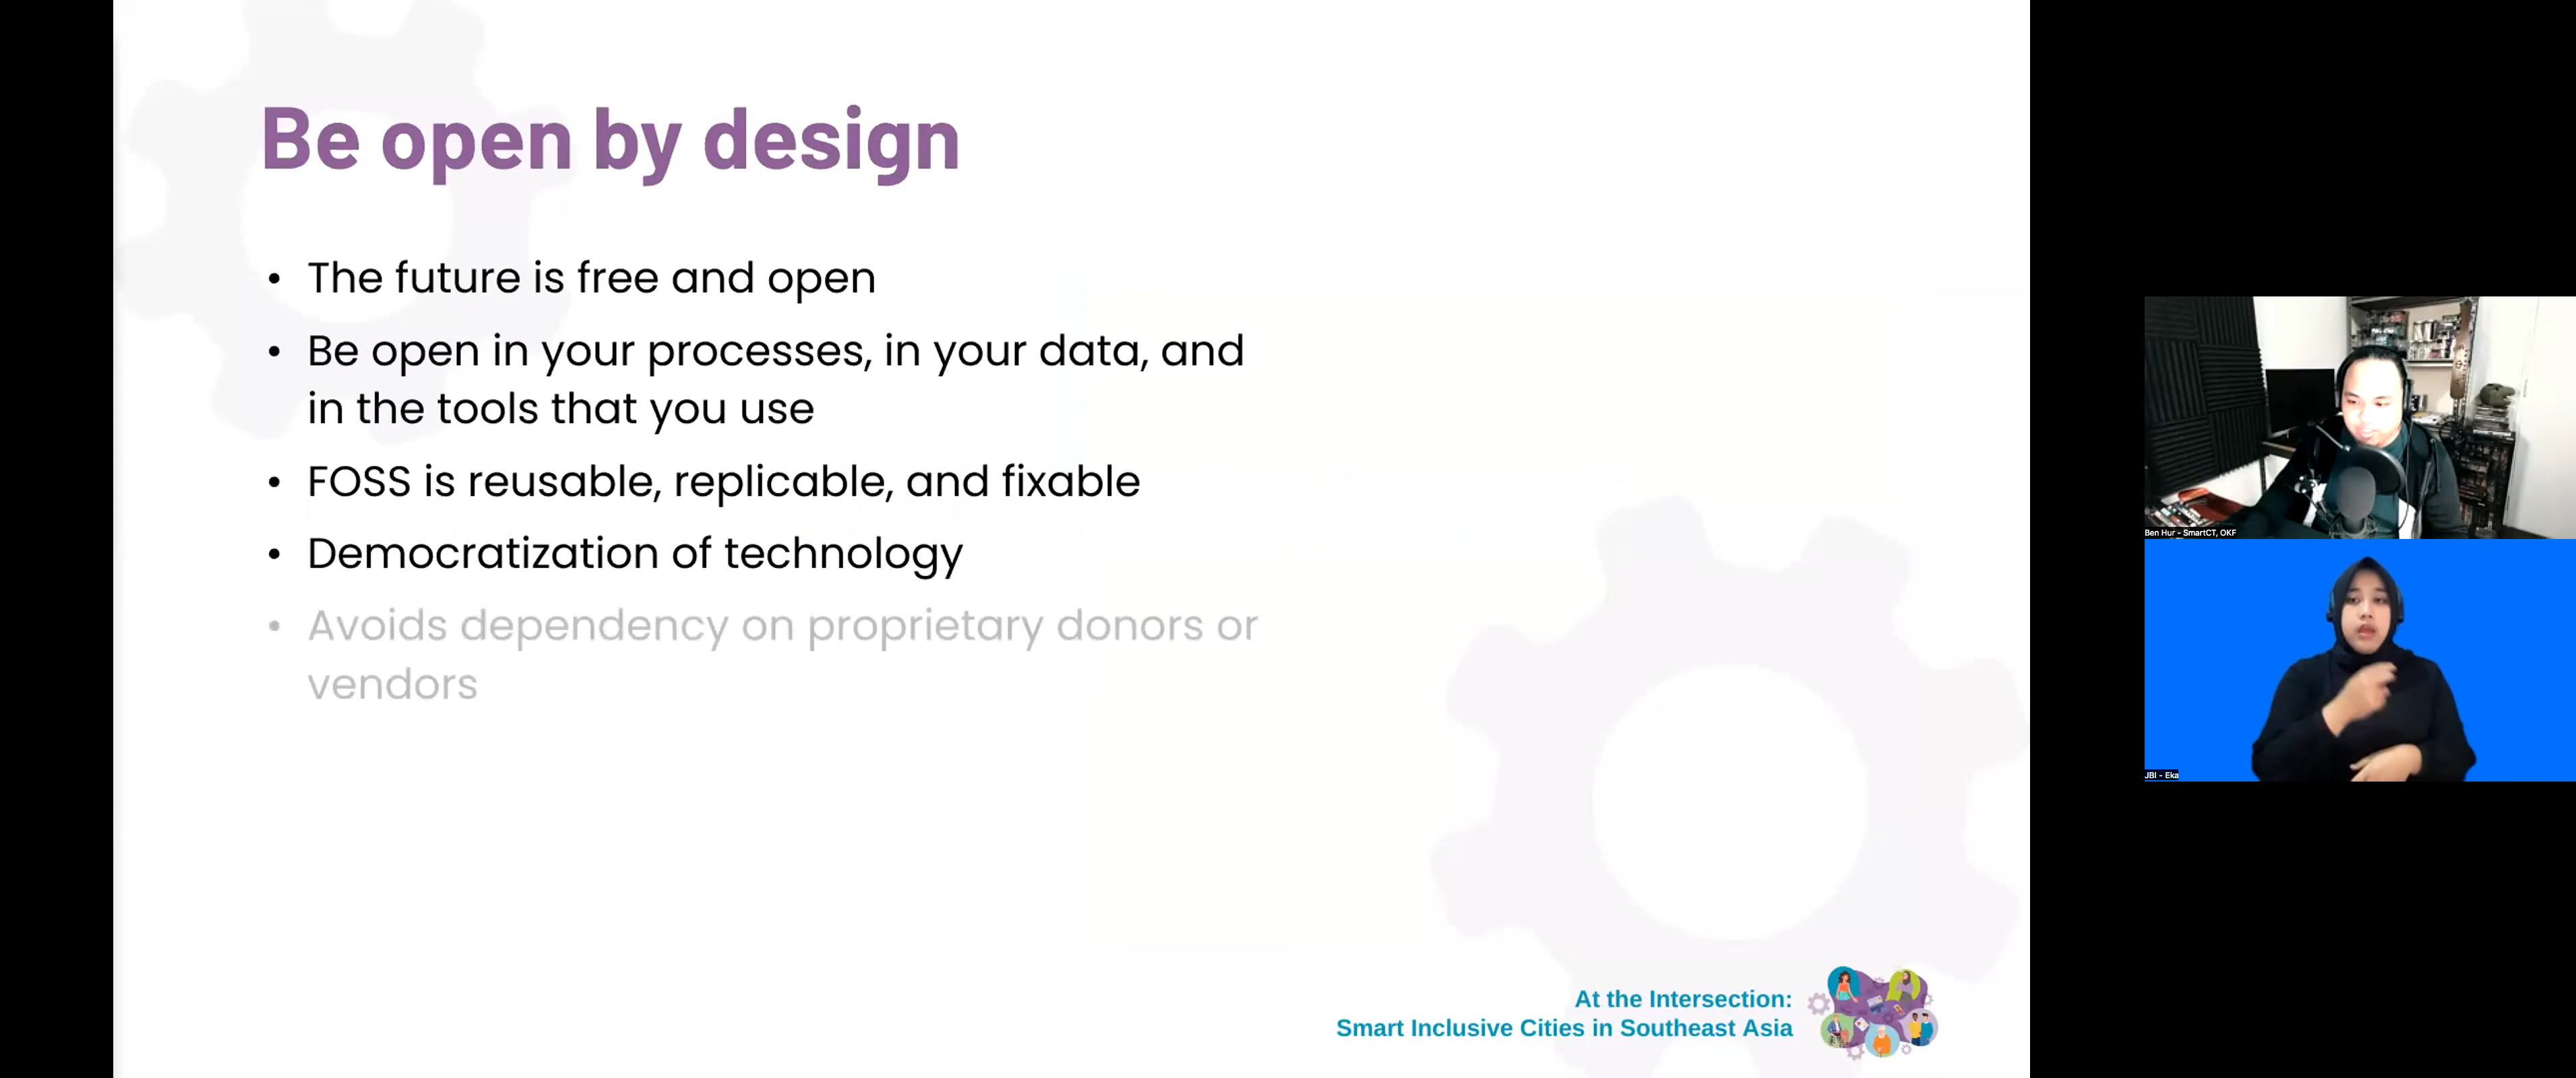 Be open by design
• The future is free and open
• Be open in your processes, in your data, and
in the tools that you use
• FOSS is reusable, replicable, and fixable
• Democratization of technology
• Avoids dependency on proprietary donors or
vendors
At the Intersection:
Smart Inclusive Cities in Southeast Asia
Ben Hur - SmartCT, OKF
JBI - Eka